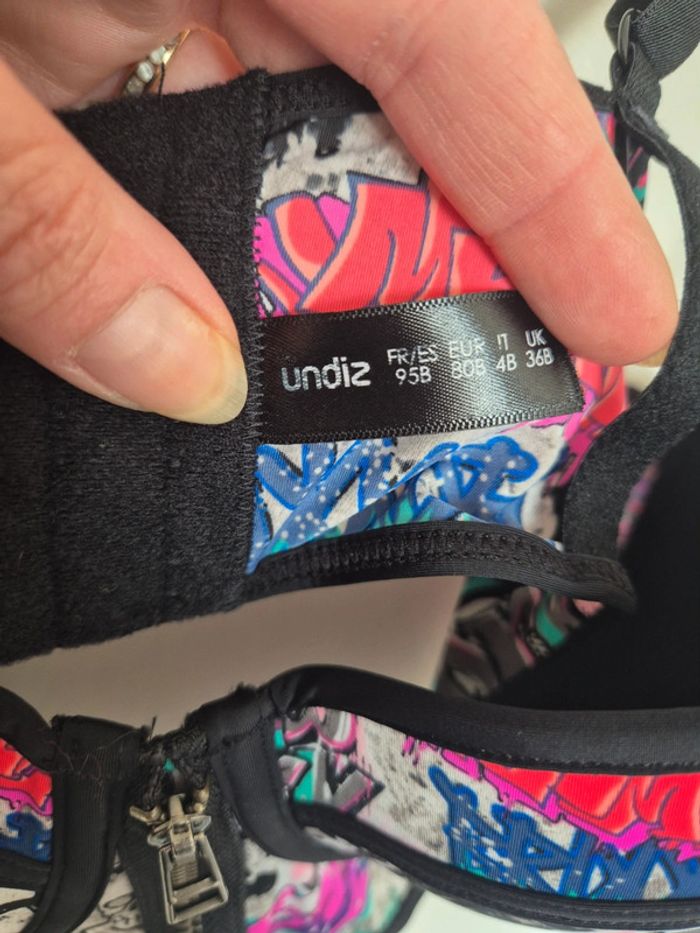 undiz
FR/ES EUR IT UK
95B 80B 4B 36B